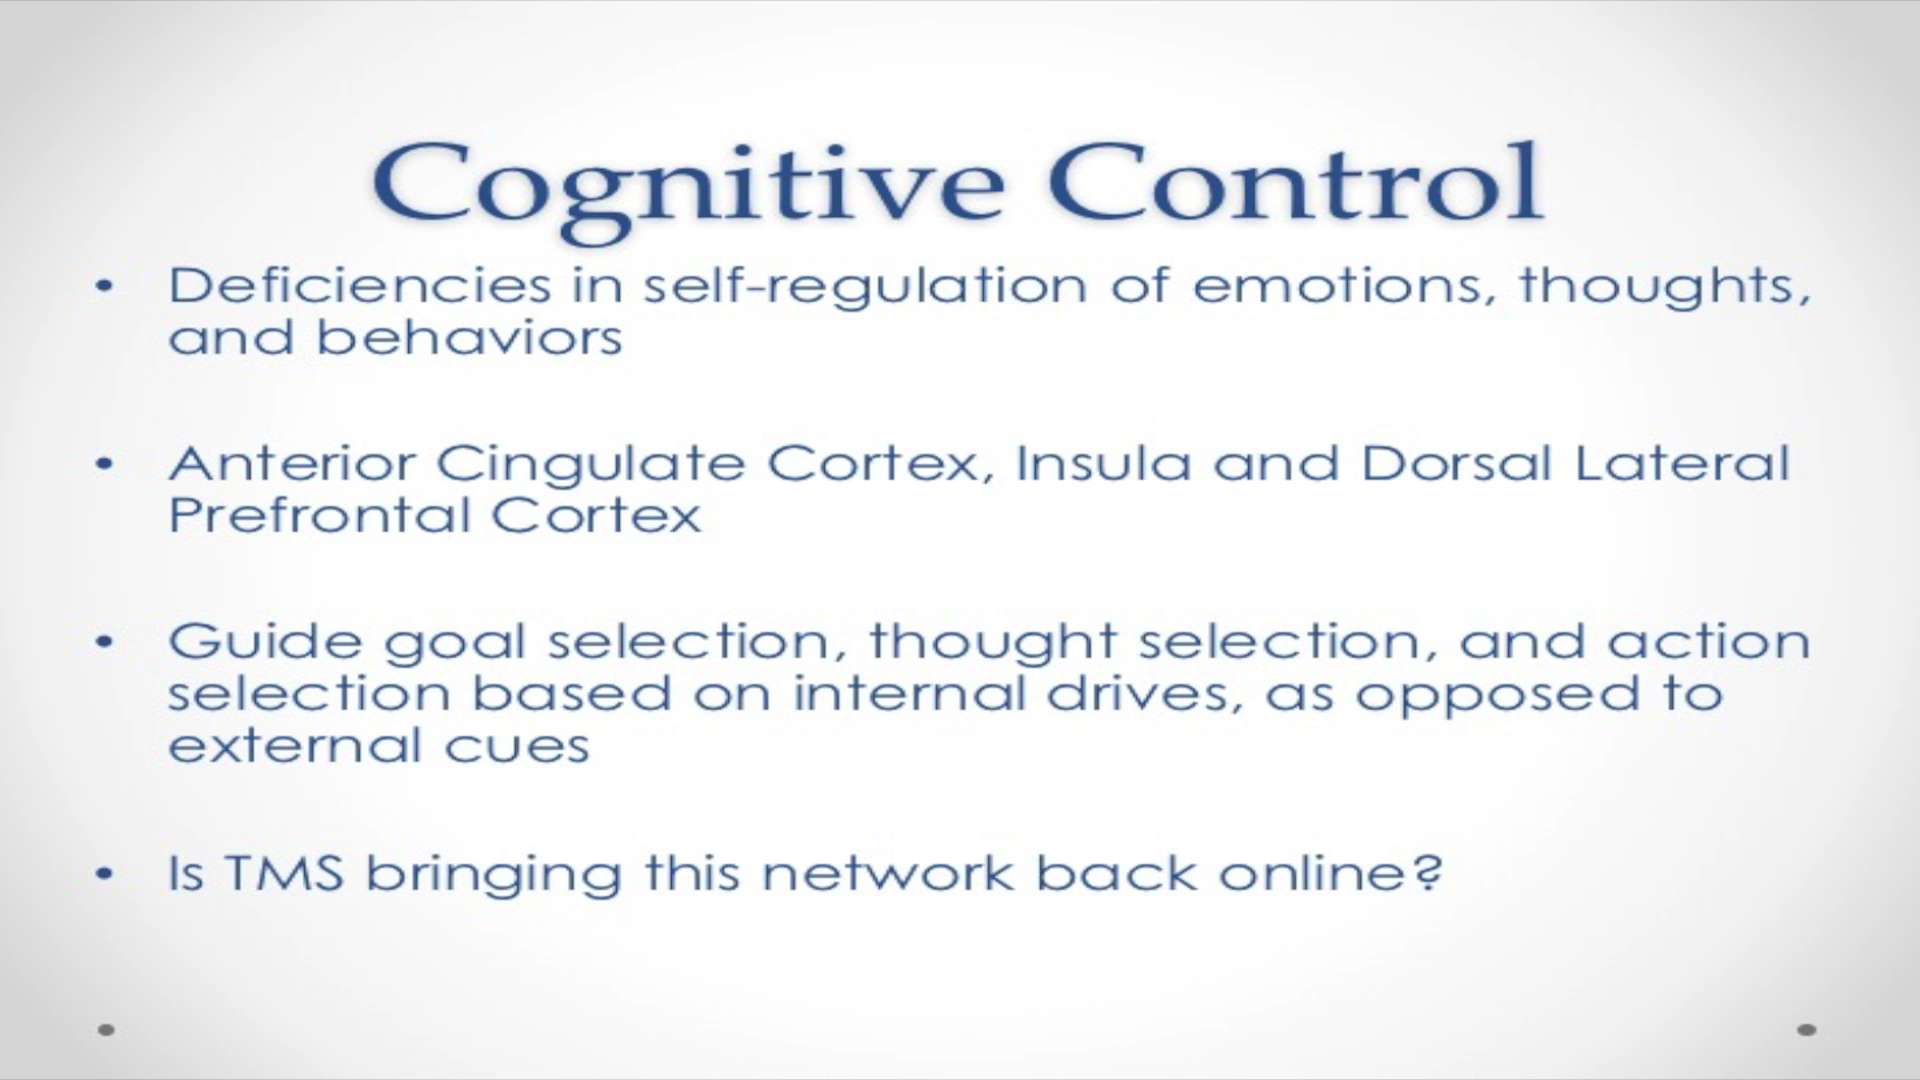 Cognitive Control
• Deficiencies in self-regulation of emotions, thoughts,
and behaviors
• Anterior Cingulate Cortex, Insula and Dorsal Lateral
Prefrontal Cortex
• Guide goal selection, thought selection, and action
selection based on internal drives, as opposed to
external cues
• Is TMS bringing this network back online?